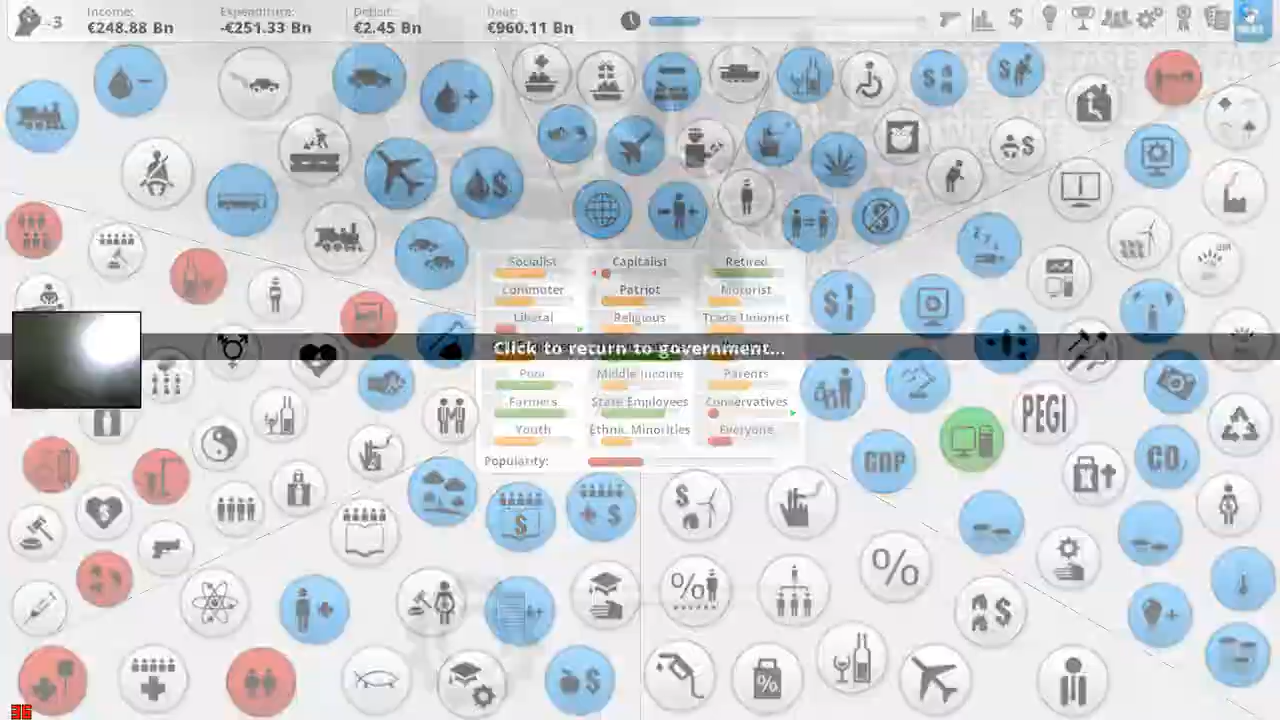 -3
Income:
€248.88 Bn
Expenditure:
-€251.33 Bn
Deficit:
€2.45 Bn
Debt:
€960.11 Bn
Socialist
Capitalist
Retired
Commuter
Patriot
Motorist
Liberal
Religious
Trade Unionist
Click to return to government...
Poor
Middle Income
Parents
Farmers
State Employees
Conservatives
Youth
Ethnic Minorities
Everyone
Popularity:
PEGI
GDP
CO2
36